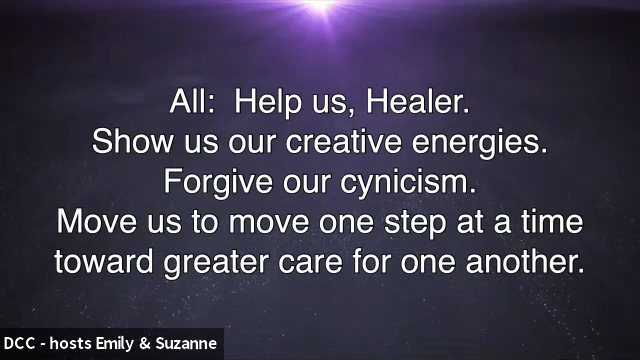 All:  Help us, Healer.
Show us our creative energies.
Forgive our cynicism.
Move us to move one step at a time
toward greater care for one another.
DCC - hosts Emily & Suzanne